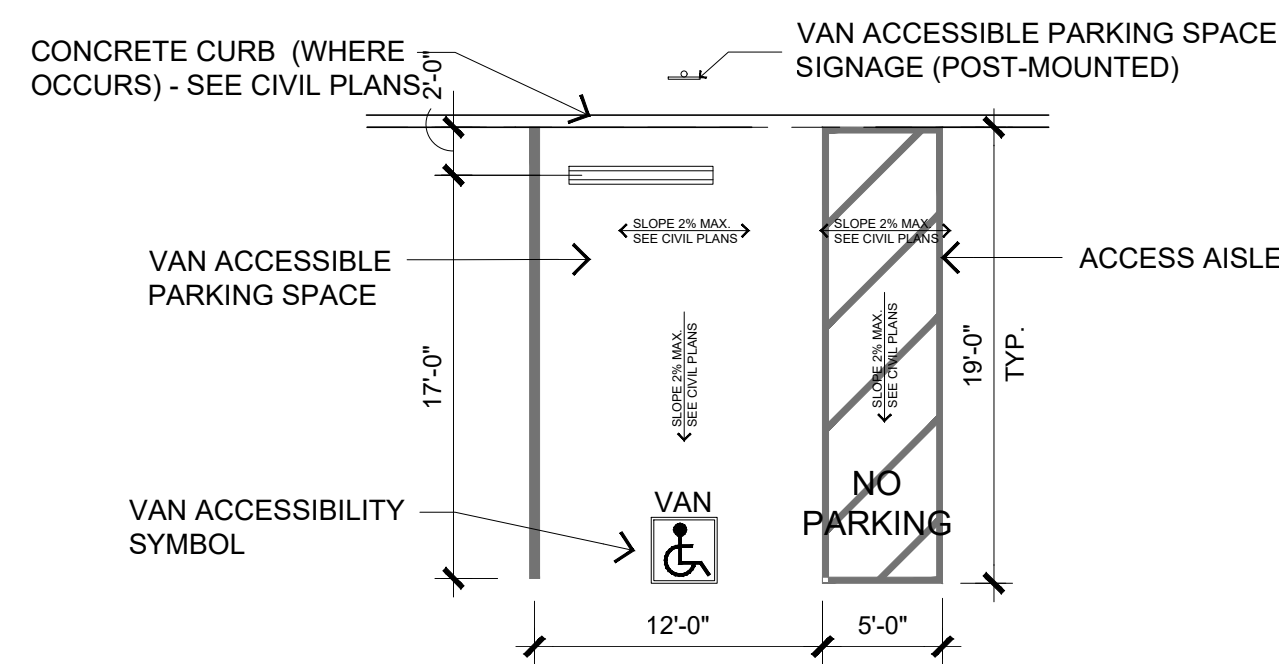 CONCRETE CURB (WHERE
OCCURS) - SEE CIVIL PLANS
2'-0"
VAN ACCESSIBLE PARKING SPACE
SIGNAGE (POST-MOUNTED)
SLOPE 2% MAX.
SEE CIVIL PLANS
SLOPE 2% MAX.
SEE CIVIL PLANS
VAN ACCESSIBLE
PARKING SPACE
ACCESS AISLE
17'-0"
SLOPE 2% MAX.
SEE CIVIL PLANS
SLOPE 2% MAX.
SEE CIVIL PLANS
19'-0"
TYP.
VAN ACCESSIBILITY
SYMBOL
VAN
NO
PARKING
12'-0"
5'-0"